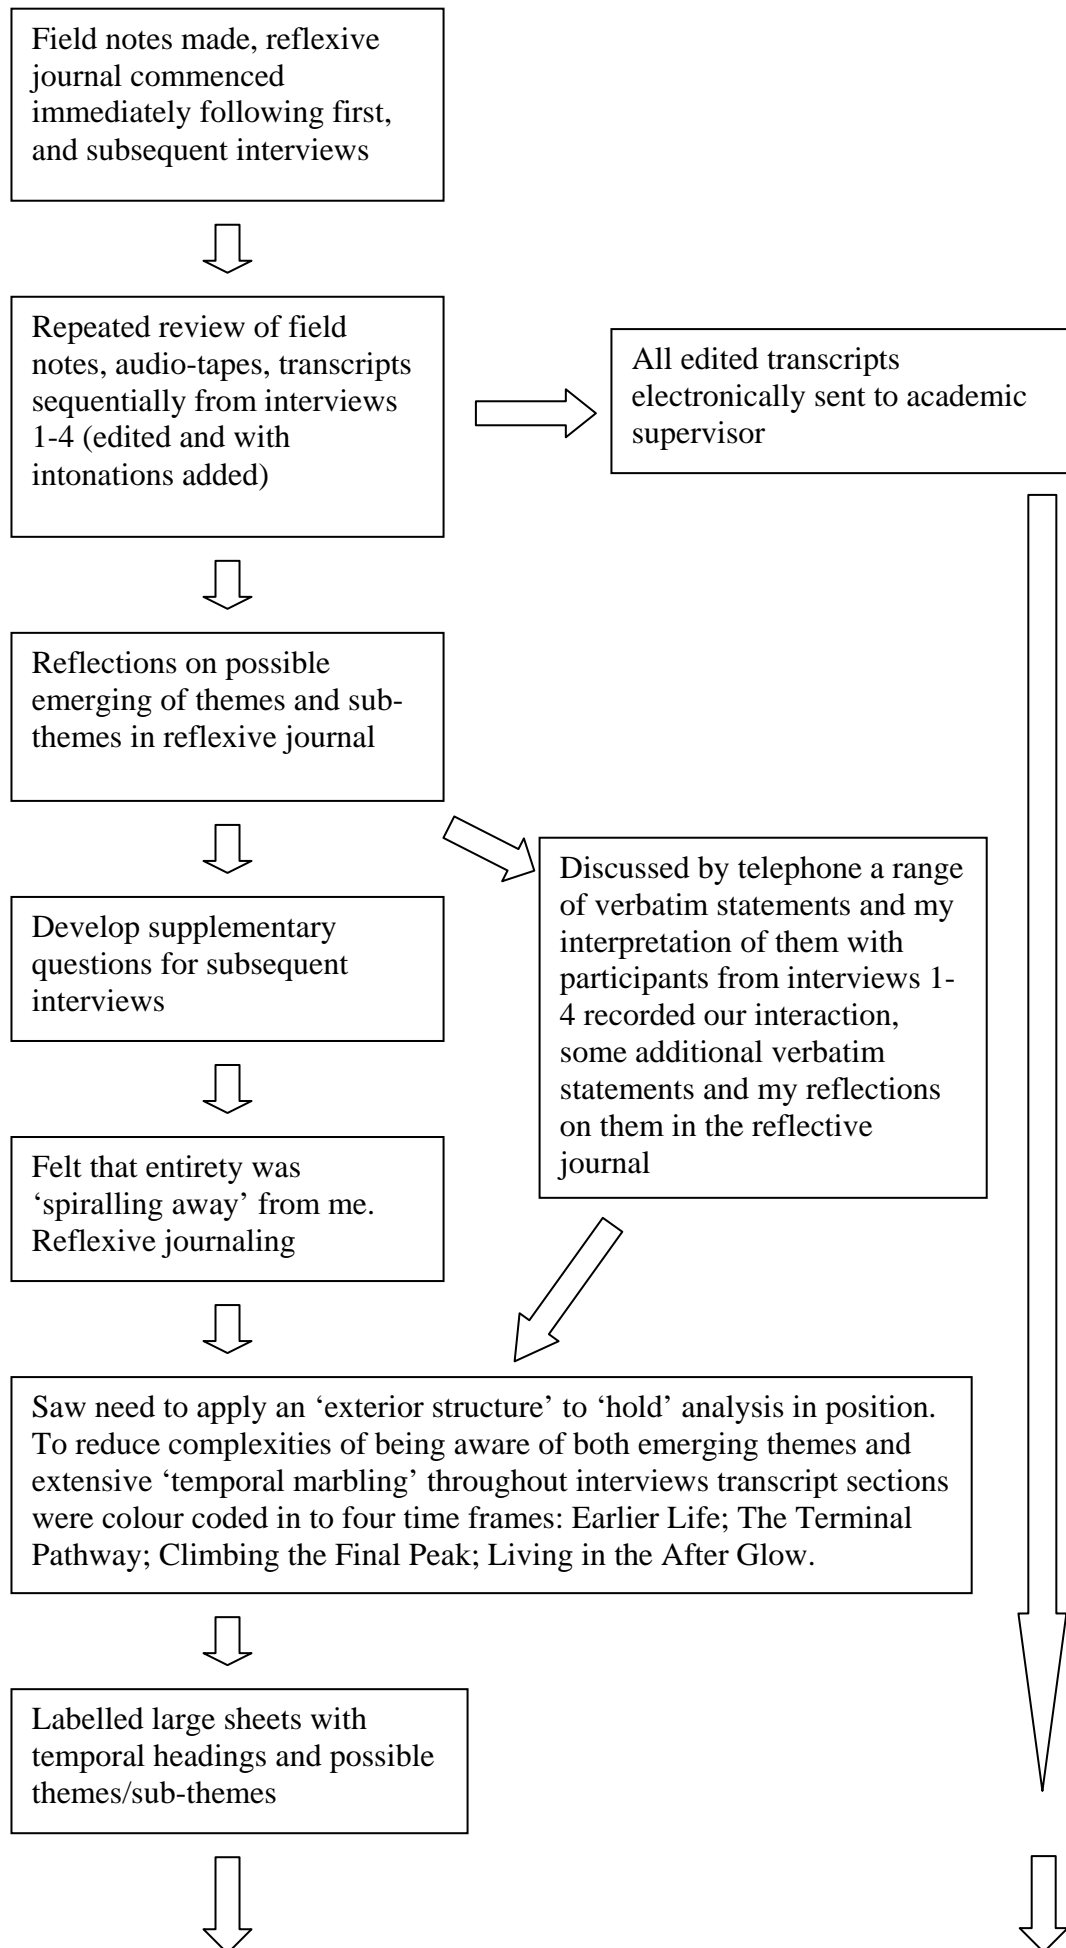 Field notes made, reflexive
journal commenced
immediately following first,
and subsequent interviews
Repeated review of field
notes, audio-tapes, transcripts
sequentially from interviews
1-4 (edited and with
intonations added)
All edited transcripts
electronically sent to academic
supervisor
Reflections on possible
emerging of themes and sub-
themes in reflexive journal
Develop supplementary
questions for subsequent
interviews
Discussed by telephone a range
of verbatim statements and my
interpretation of them with
participants from interviews 1-
4 recorded our interaction,
some additional verbatim
statements and my reflections
on them in the reflective
journal
Felt that entirety was
‘spiralling away’ from me.
Reflexive journaling
Saw need to apply an ‘exterior structure’ to ‘hold’ analysis in position.
To reduce complexities of being aware of both emerging themes and
extensive ‘temporal marbling’ throughout interviews transcript sections
were colour coded in to four time frames: Earlier Life; The Terminal
Pathway; Climbing the Final Peak; Living in the After Glow.
Labelled large sheets with
temporal headings and possible
themes/sub-themes